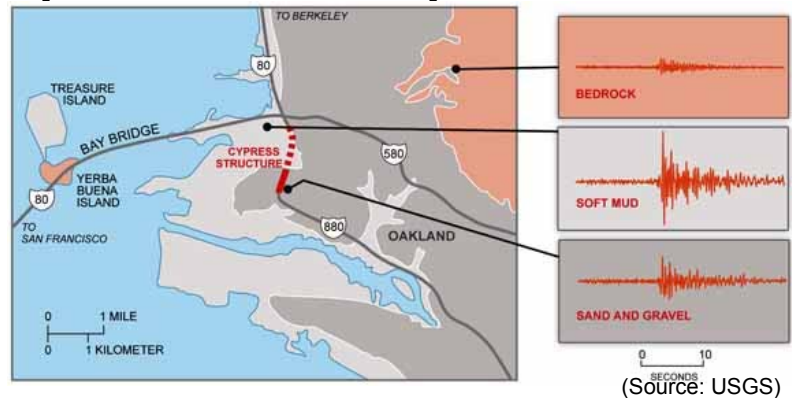 TO BERKELEY
80
TREASURE
ISLAND
BAY BRIDGE
CYPRESS
STRUCTURE
580
80
YERBA
BUENA
ISLAND
TO
SAN FRANCISCO
880
OAKLAND
0 1 MILE
0 1 KILOMETER
BEDROCK
SOFT MUD
SAND AND GRAVEL
0 10
SECONDS
(Source: USGS)